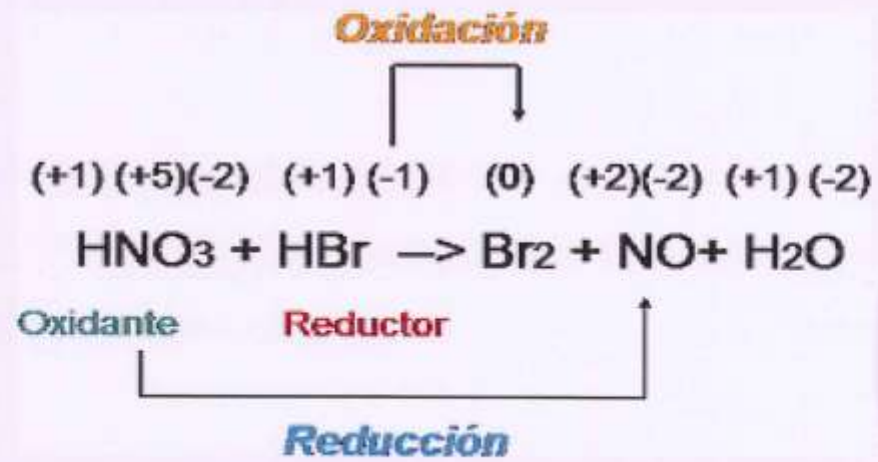 Oxidación
(+1) (+5)(-2) (+1) (-1) (0) (+2)(-2) (+1) (-2)
HNO3 + HBr —> Br2 + NO+ H2O
Oxidante Reductor
Reducción